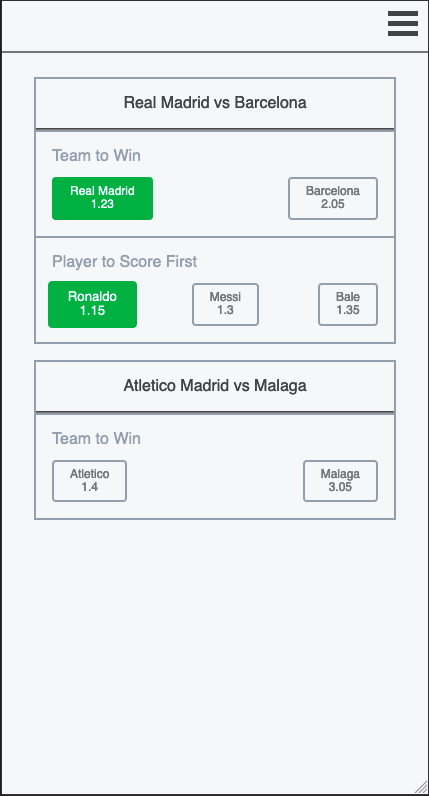 Real Madrid vs Barcelona
Team to Win
Real Madrid
1.23
Barcelona
2.05
Player to Score First
Ronaldo
1.15
Messi
1.3
Bale
1.35
Atletico Madrid vs Malaga
Team to Win
Atletico
1.4
Malaga
3.05